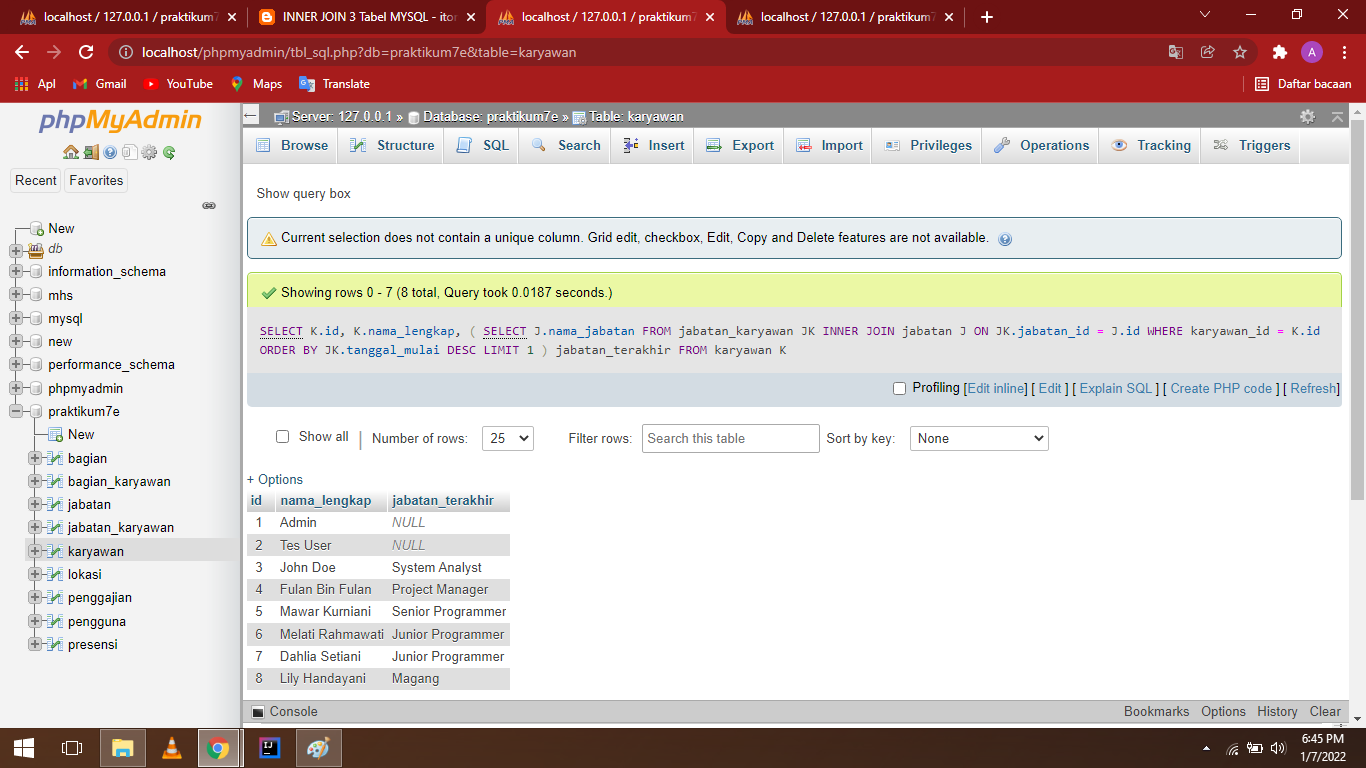 localhost / 127.0.0.1 / praktikum7
INNER JOIN 3 Tabel MYSQL - itor
localhost / 127.0.0.1 / praktikum7
localhost / 127.0.0.1 / praktikum7
localhost/phpmyadmin/tbl_sql.php?db=praktikum7e&table=karyawan
A
Apl
Gmail
YouTube
Maps
Translate
Daftar bacaan
phpMyAdmin
Recent
Favorites
New
db
information_schema
mhs
mysql
new
performance_schema
phpmyadmin
praktikum7e
New
bagian
bagian_karyawan
jabatan
jabatan_karyawan
karyawan
lokasi
penggajian
pengguna
presensi
Server: 127.0.0.1 » Database: praktikum7e » Table: karyawan
Browse Structure SQL Search Insert Export Import Privileges Operations Tracking Triggers
Show query box
Current selection does not contain a unique column. Grid edit, checkbox, Edit, Copy and Delete features are not available.
Showing rows 0 - 7 (8 total, Query took 0.0187 seconds.)
SELECT K.id, K.nama_lengkap, ( SELECT J.nama_jabatan FROM jabatan_karyawan JK INNER JOIN jabatan J ON JK.jabatan_id = J.id WHERE karyawan_id = K.id
ORDER BY JK.tanggal_mulai DESC LIMIT 1 ) jabatan_terakhir FROM karyawan K
Profiling [Edit inline] [ Edit ] [ Explain SQL ] [ Create PHP code ] [ Refresh]
Show all | Number of rows: 25 Filter rows: Search this table Sort by key: None
+ Options
id nama_lengkap jabatan_terakhir
1 Admin NULL
2 Tes User NULL
3 John Doe System Analyst
4 Fulan Bin Fulan Project Manager
5 Mawar Kurniani Senior Programmer
6 Melati Rahmawati Junior Programmer
7 Dahlia Setiani Junior Programmer
8 Lily Handayani Magang
Console Bookmarks Options History Clear
6:45 PM
1/7/2022